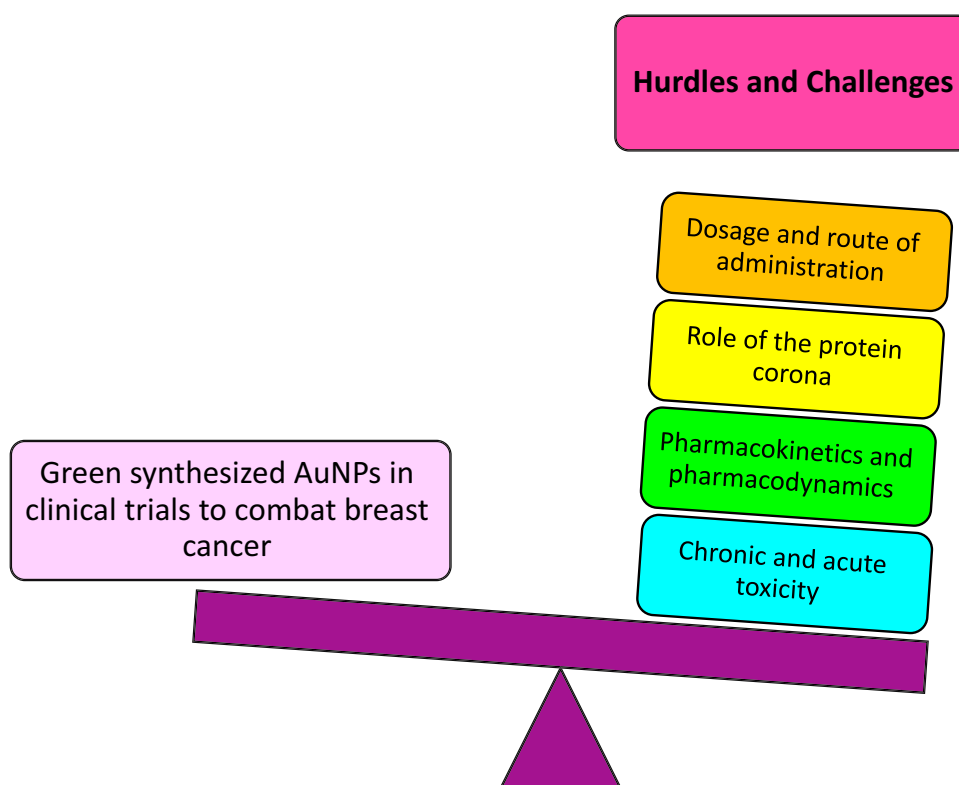 Hurdles and Challenges
Dosage and route of
administration
Role of the protein
corona
Pharmacokinetics and
pharmacodynamics
Chronic and acute
toxicity
Green synthesized AuNPs in
clinical trials to combat breast
cancer